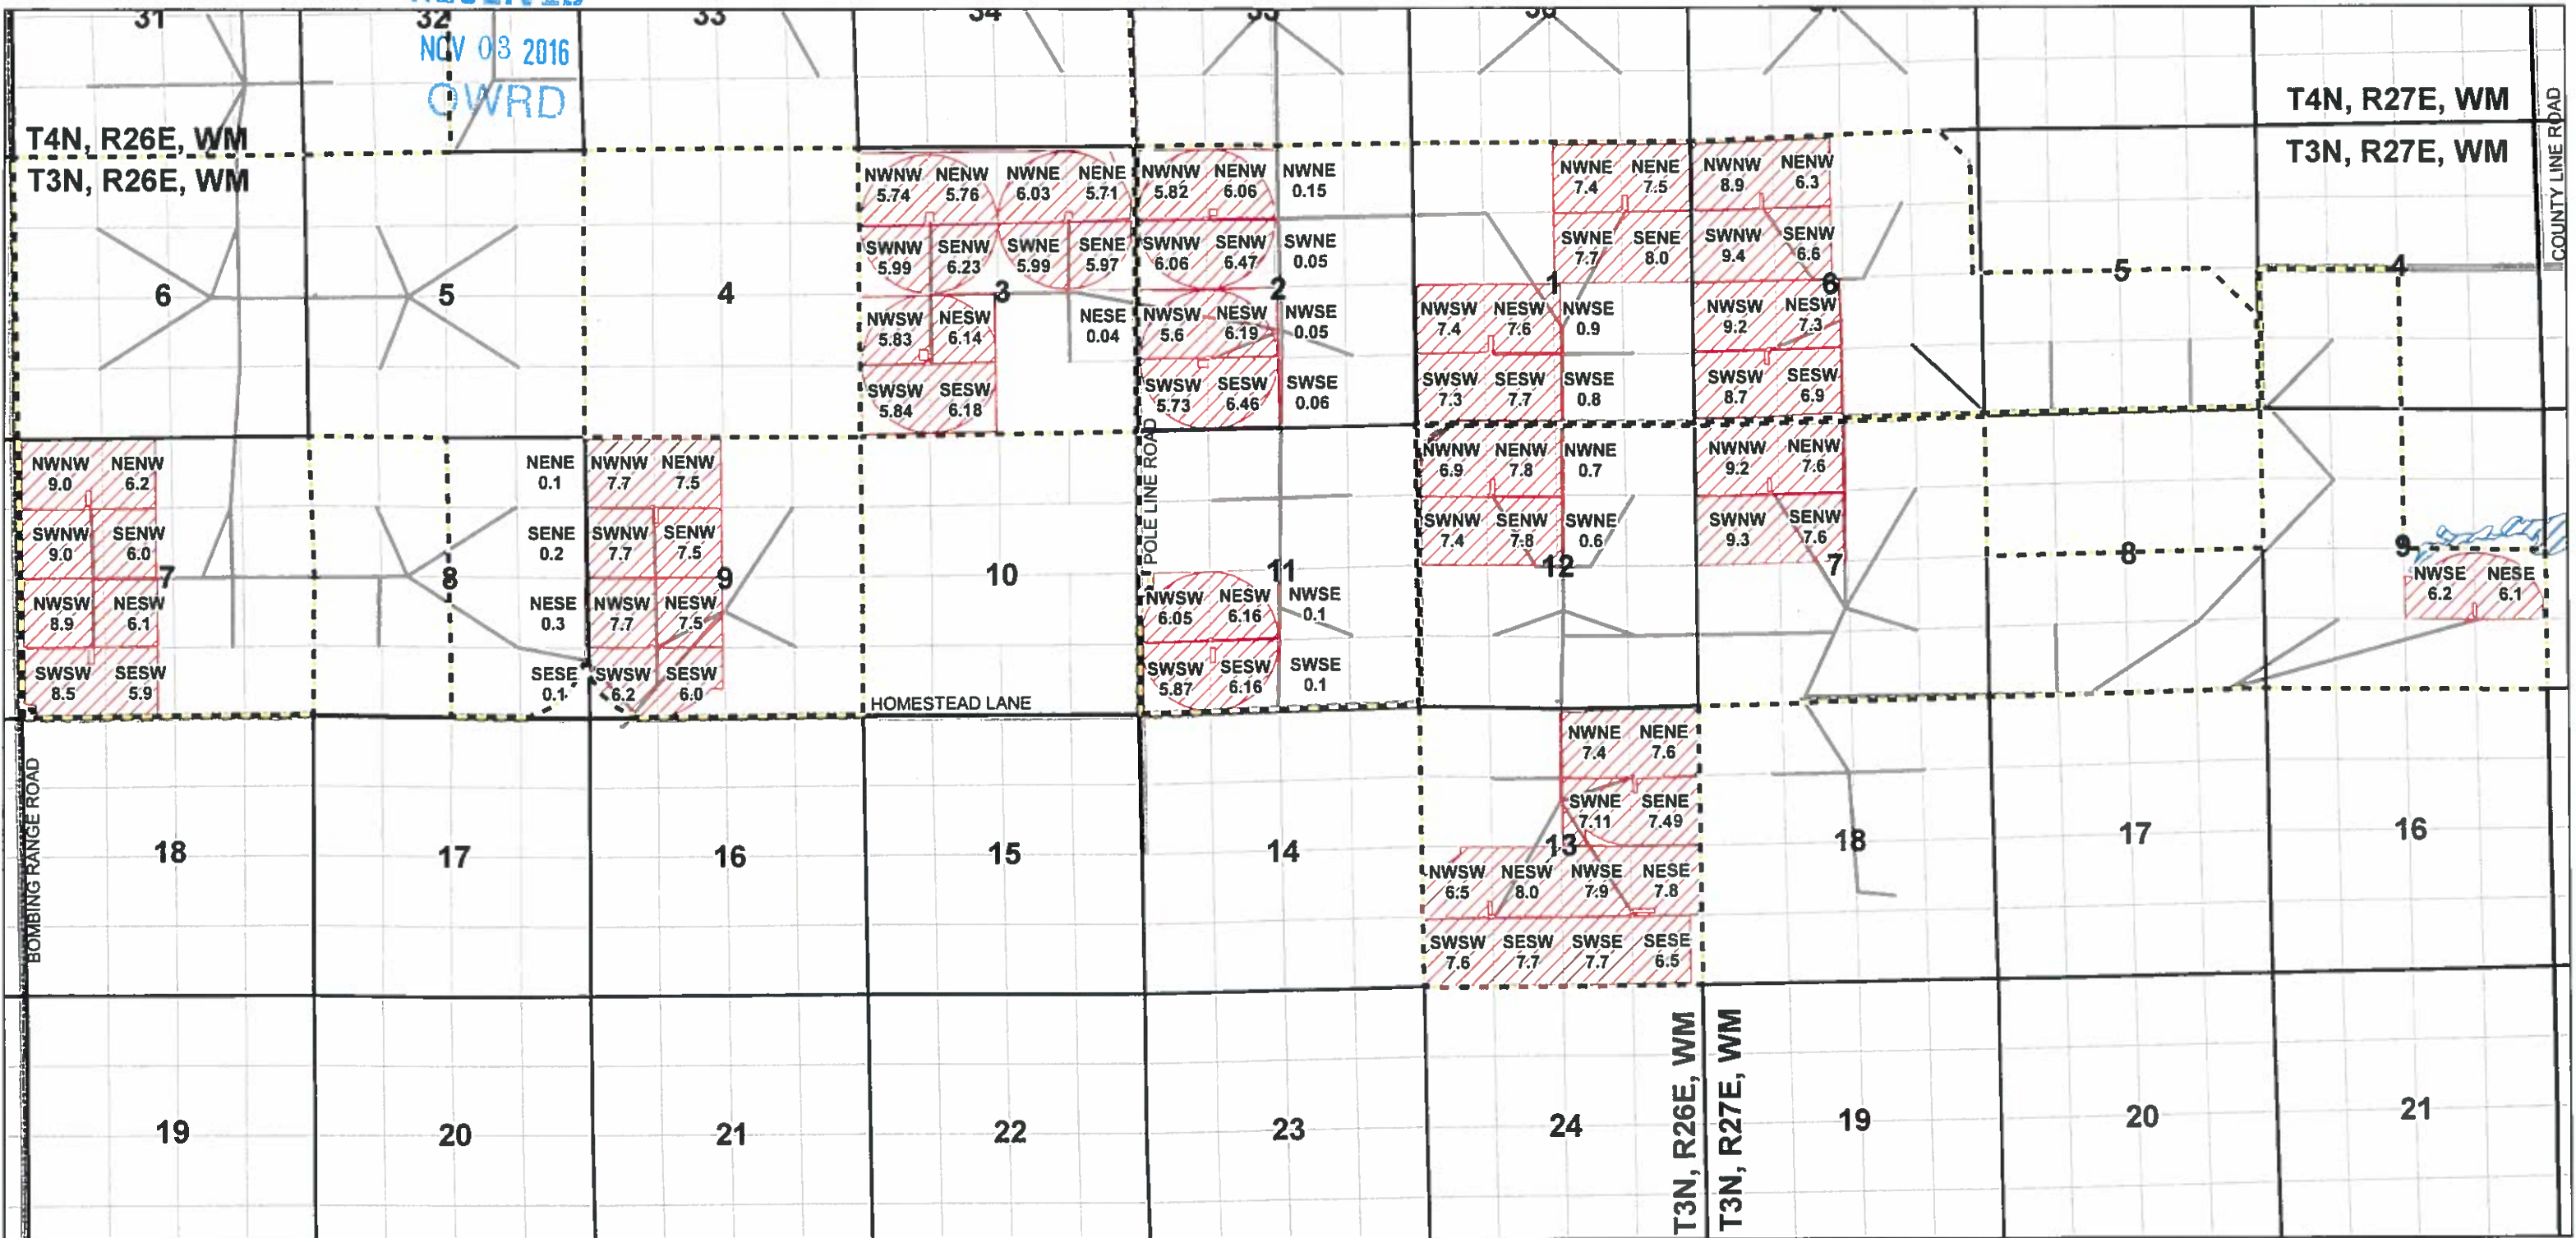 31
32
33
34
35
36
31
RECEIVED
NOV 03 2016
OWRD
T4N, R26E, WM
T3N, R26E, WM
T4N, R27E, WM
T3N, R27E, WM
COUNTY LINE ROAD
6
5
4
NWNW NENW NWNE NENE
5.74 5.76 6.03 5.71
SWNW SENW SWNE SENE
5.99 6.23 5.99 5.97
3
NWSW NESW NESE
5.83 6.14 0.04
SWSW SESW
5.84 6.18
NWNW NENW NWNE
5.82 6.06 0.15
SWNW SENW SWNE
6.06 6.47 0.05
2
NWSW NESW NWSE
5.6 6.19 0.05
SWSW SESW SWSE
5.73 6.46 0.06
NWNE NENE
7.4 7.5
SWNE SENE
7.7 8.0
1
NWSW NESW NWSE
7.4 7.6 0.9
SWSW SESW SWSE
7.3 7.7 0.8
NWNW NENW
8.9 6.3
SWNW SENW
9.4 6.6
6
NWSW NESW
9.2 7.3
SWSW SESW
8.7 6.9
5
4
NWNW NENW
9.0 6.2
SWNW SENW
9.0 6.0
7
NWSW NESW
8.9 6.1
SWSW SESW
8.5 5.9
8
NENE
0.1
SENE
0.2
NESE
0.3
SESE
0.1
NWNW NENW
7.7 7.5
SWNW SENW
7.7 7.5
9
NWSW NESW
7.7 7.5
SWSW SESW
6.2 6.0
10
HOMESTEAD LANE
POLE LINE ROAD
11
NWSW NESW NWSE
6.05 6.16 0.1
SWSW SESW SWSE
5.87 6.16 0.1
NWNW NENW NWNE
6.9 7.8 0.7
SWNW SENW SWNE
7.4 7.8 0.6
12
NWNW NENW
9.2 7.6
SWNW SENW
9.3 7.6
7
8
9
NWSE NESE
6.2 6.1
BOMBING RANGE ROAD
18
17
16
15
14
NWNE NENE
7.4 7.6
SWNE SENE
7.11 7.49
13
NWSW NESW NWSE NESE
6.5 8.0 7.9 7.8
SWSW SESW SWSE SESE
7.6 7.7 7.7 6.5
18
17
16
19
20
21
22
23
24
T3N, R26E, WM
T3N, R27E, WM
19
20
21